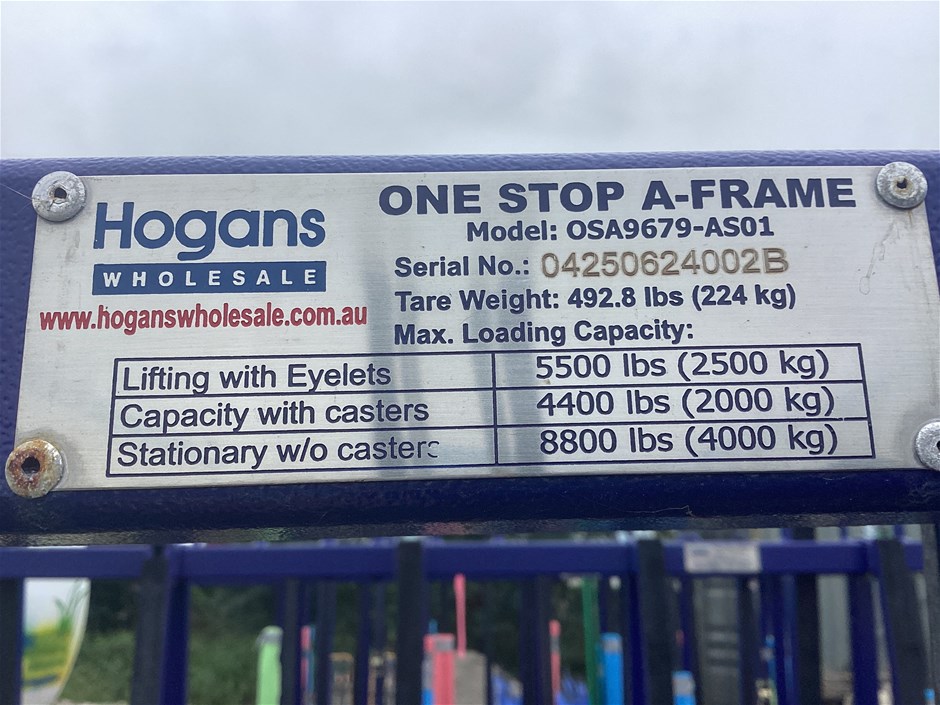 Hogans
WHOLESALE
www.hoganswholesale.com.au
ONE STOP A-FRAME
Model: OSA9679-AS01
Serial No.: 04250624002B
Tare Weight: 492.8 lbs (224 kg)
Max. Loading Capacity:
Lifting with Eyelets 5500 lbs (2500 kg)
Capacity with casters 4400 lbs (2000 kg)
Stationary w/o casters 8800 lbs (4000 kg)